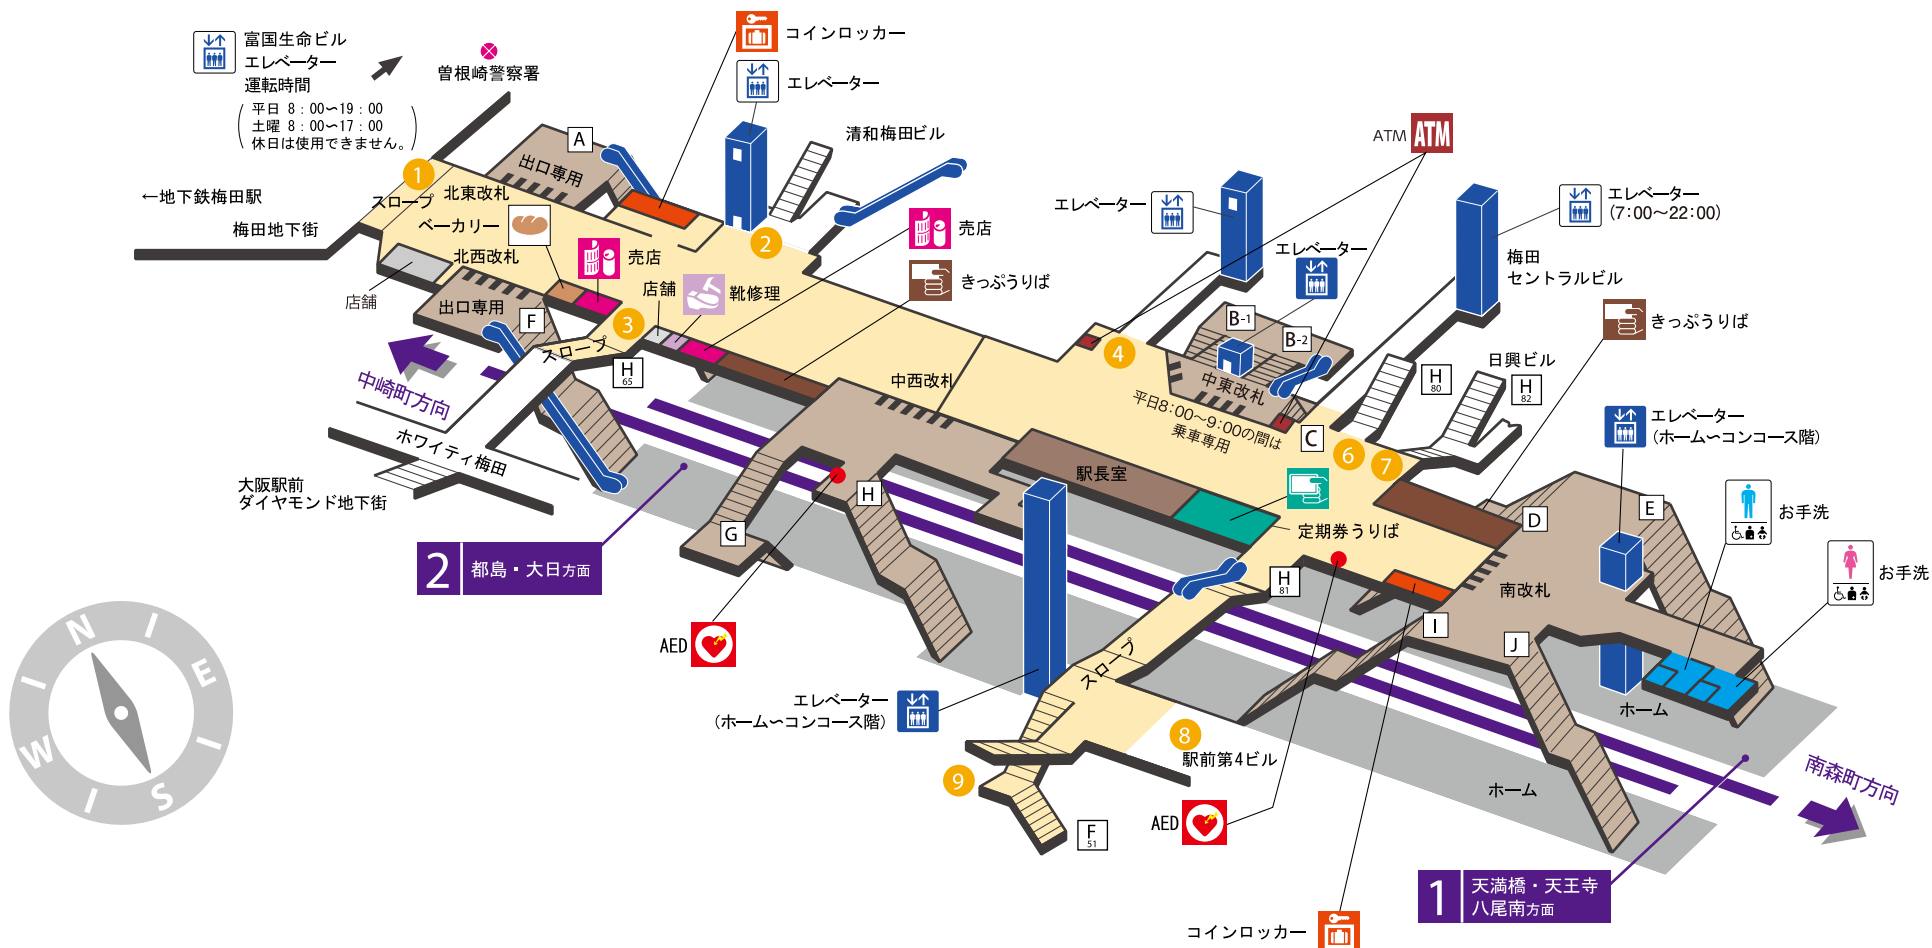 富国生命ビル
エレベーター
運転時間
平日 8：00〜19：00
土曜 8：00〜17：00
休日は使用できません。
曽根崎警察署
コインロッカー
エレベーター
清和梅田ビル
ATM ATM
←地下鉄梅田駅
梅田地下街
1
スロープ
北東改札
出口専用
A
ベーカリー
北西改札
売店
2
店舗
出口専用
F
3
スロープ
店舗
靴修理
売店
きっぷうりば
エレベーター
エレベーター
エレベーター
(7:00〜22:00)
梅田
セントラルビル
きっぷうりば
B-1
B-2
4
中東改札
平日8:00〜9:00の間は
乗車専用
C
6
7
H
80
日興ビル
H
82
エレベーター
(ホーム〜コンコース階)
お手洗
お手洗
中崎町方向
H
65
中西改札
ホワイティ梅田
大阪駅前
ダイヤモンド地下街
駅長室
定期券うりば
D
E
G
H
2 都島・大日方面
H
81
南改札
I
J
AED
エレベーター
(ホーム〜コンコース階)
スロープ
ホーム
8
駅前第4ビル
9
F
51
AED
ホーム
南森町方向
1 天満橋・天王寺
八尾南方面
コインロッカー
N
E
S
W